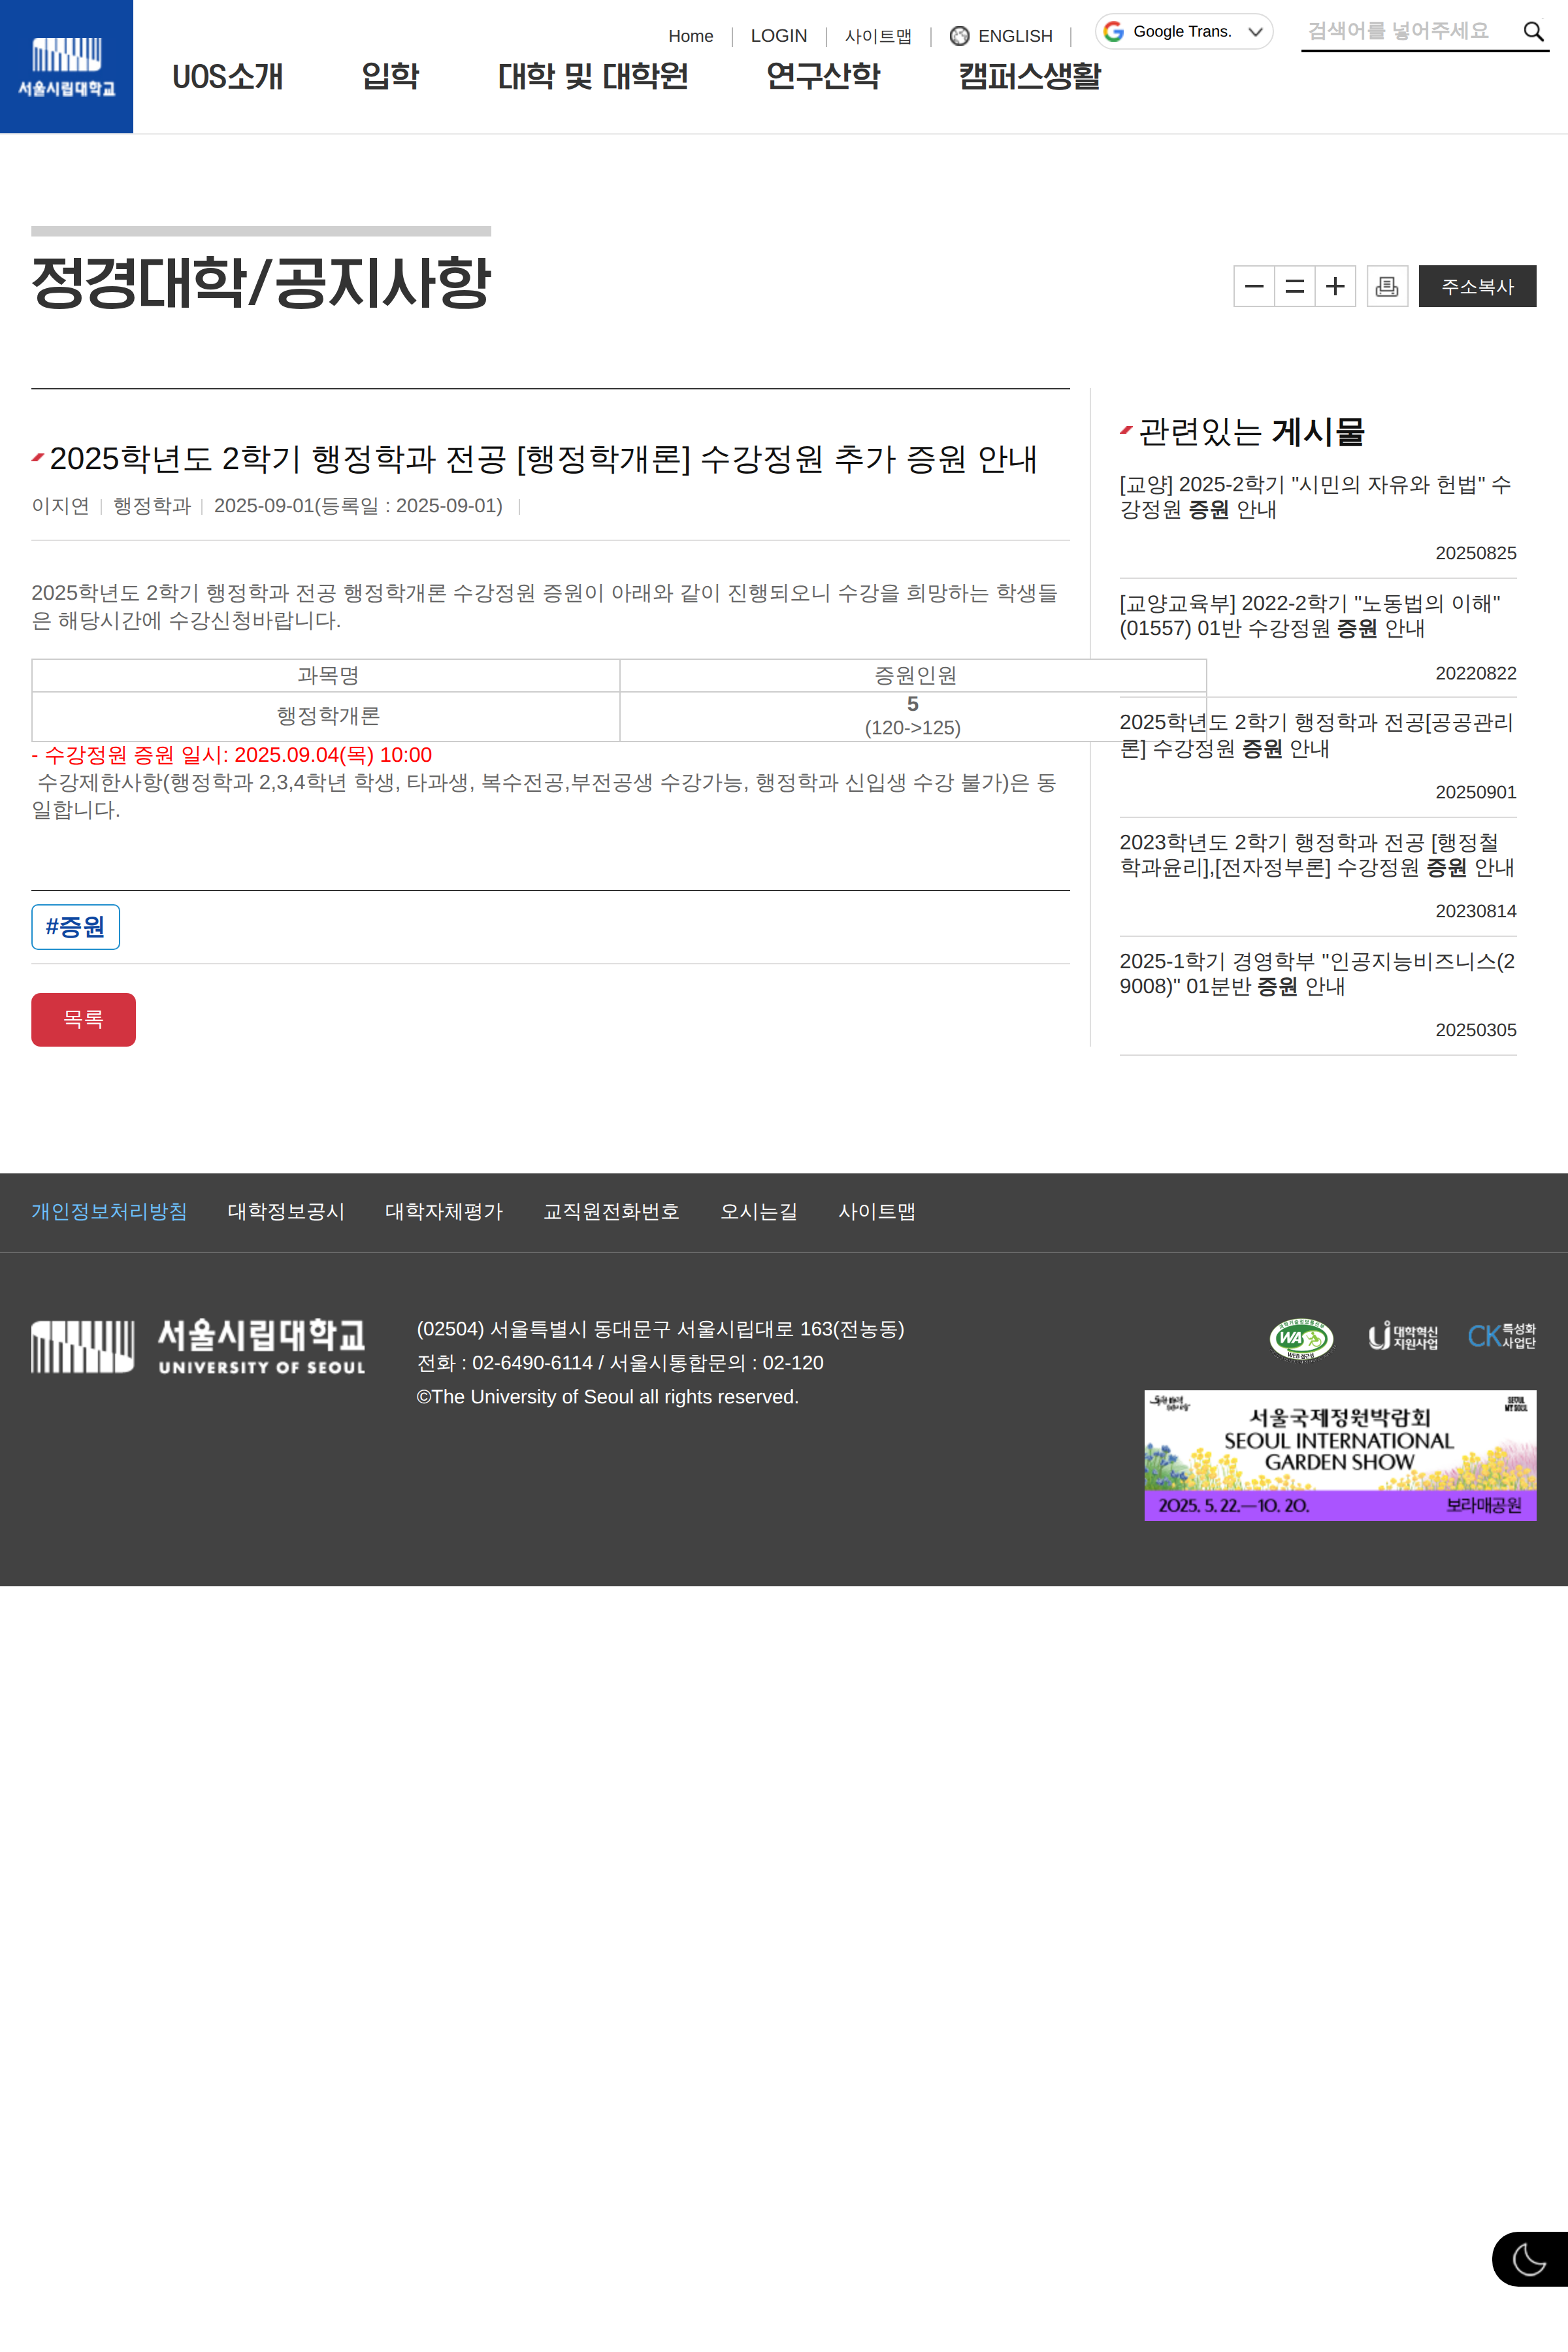 서울시립대학교
Home
LOGIN
사이트맵
ENGLISH
Google Trans.
검색어를 넣어주세요
UOS소개
입학
대학 및 대학원
연구산학
캠퍼스생활
정경대학/공지사항
주소복사
2025학년도 2학기 행정학과 전공 [행정학개론] 수강정원 추가 증원 안내
이지연 행정학과 2025-09-01(등록일 : 2025-09-01)
2025학년도 2학기 행정학과 전공 행정학개론 수강정원 증원이 아래와 같이 진행되오니 수강을 희망하는 학생들
은 해당시간에 수강신청바랍니다.
과목명 증원인원
행정학개론 5
(120->125)
- 수강정원 증원 일시: 2025.09.04(목) 10:00
수강제한사항(행정학과 2,3,4학년 학생, 타과생, 복수전공,부전공생 수강가능, 행정학과 신입생 수강 불가)은 동
일합니다.
#증원
목록
관련있는 게시물
[교양] 2025-2학기 "시민의 자유와 헌법" 수
강정원 증원 안내
20250825
[교양교육부] 2022-2학기 "노동법의 이해"
(01557) 01반 수강정원 증원 안내
20220822
2025학년도 2학기 행정학과 전공[공공관리
론] 수강정원 증원 안내
20250901
2023학년도 2학기 행정학과 전공 [행정철
학과윤리],[전자정부론] 수강정원 증원 안내
20230814
2025-1학기 경영학부 "인공지능비즈니스(2
9008)" 01분반 증원 안내
20250305
개인정보처리방침 대학정보공시 대학자체평가 교직원전화번호 오시는길 사이트맵
서울시립대학교
UNIVERSITY OF SEOUL
(02504) 서울특별시 동대문구 서울시립대로 163(전농동)
전화 : 02-6490-6114 / 서울시통합문의 : 02-120
©The University of Seoul all rights reserved.
WA
WEB 접근성
대학혁신
지원사업
CK 특성화
사업단
SEOUL
MY SOUL
서울국제정원박람회
SEOUL INTERNATIONAL
GARDEN SHOW
2025. 5. 22.—10. 20.
보라매공원